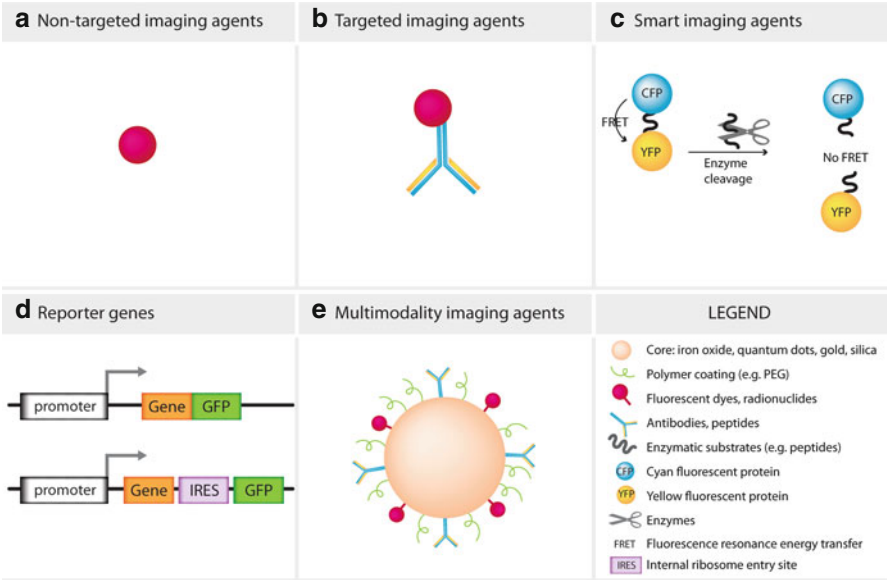 a Non-targeted imaging agents
b Targeted imaging agents
c Smart imaging agents
CFP
FRET
YFP
Enzyme
cleavage
CFP
No FRET
YFP
d Reporter genes
promoter Gene GFP
promoter Gene IRES GFP
e Multimodality imaging agents
LEGEND
Core: iron oxide, quantum dots, gold, silica
Polymer coating (e.g. PEG)
Fluorescent dyes, radionuclides
Antibodies, peptides
Enzymatic substrates (e.g. peptides)
CFP Cyan fluorescent protein
YFP Yellow fluorescent protein
Enzymes
FRET Fluorescence resonance energy transfer
IRES Internal ribosome entry site